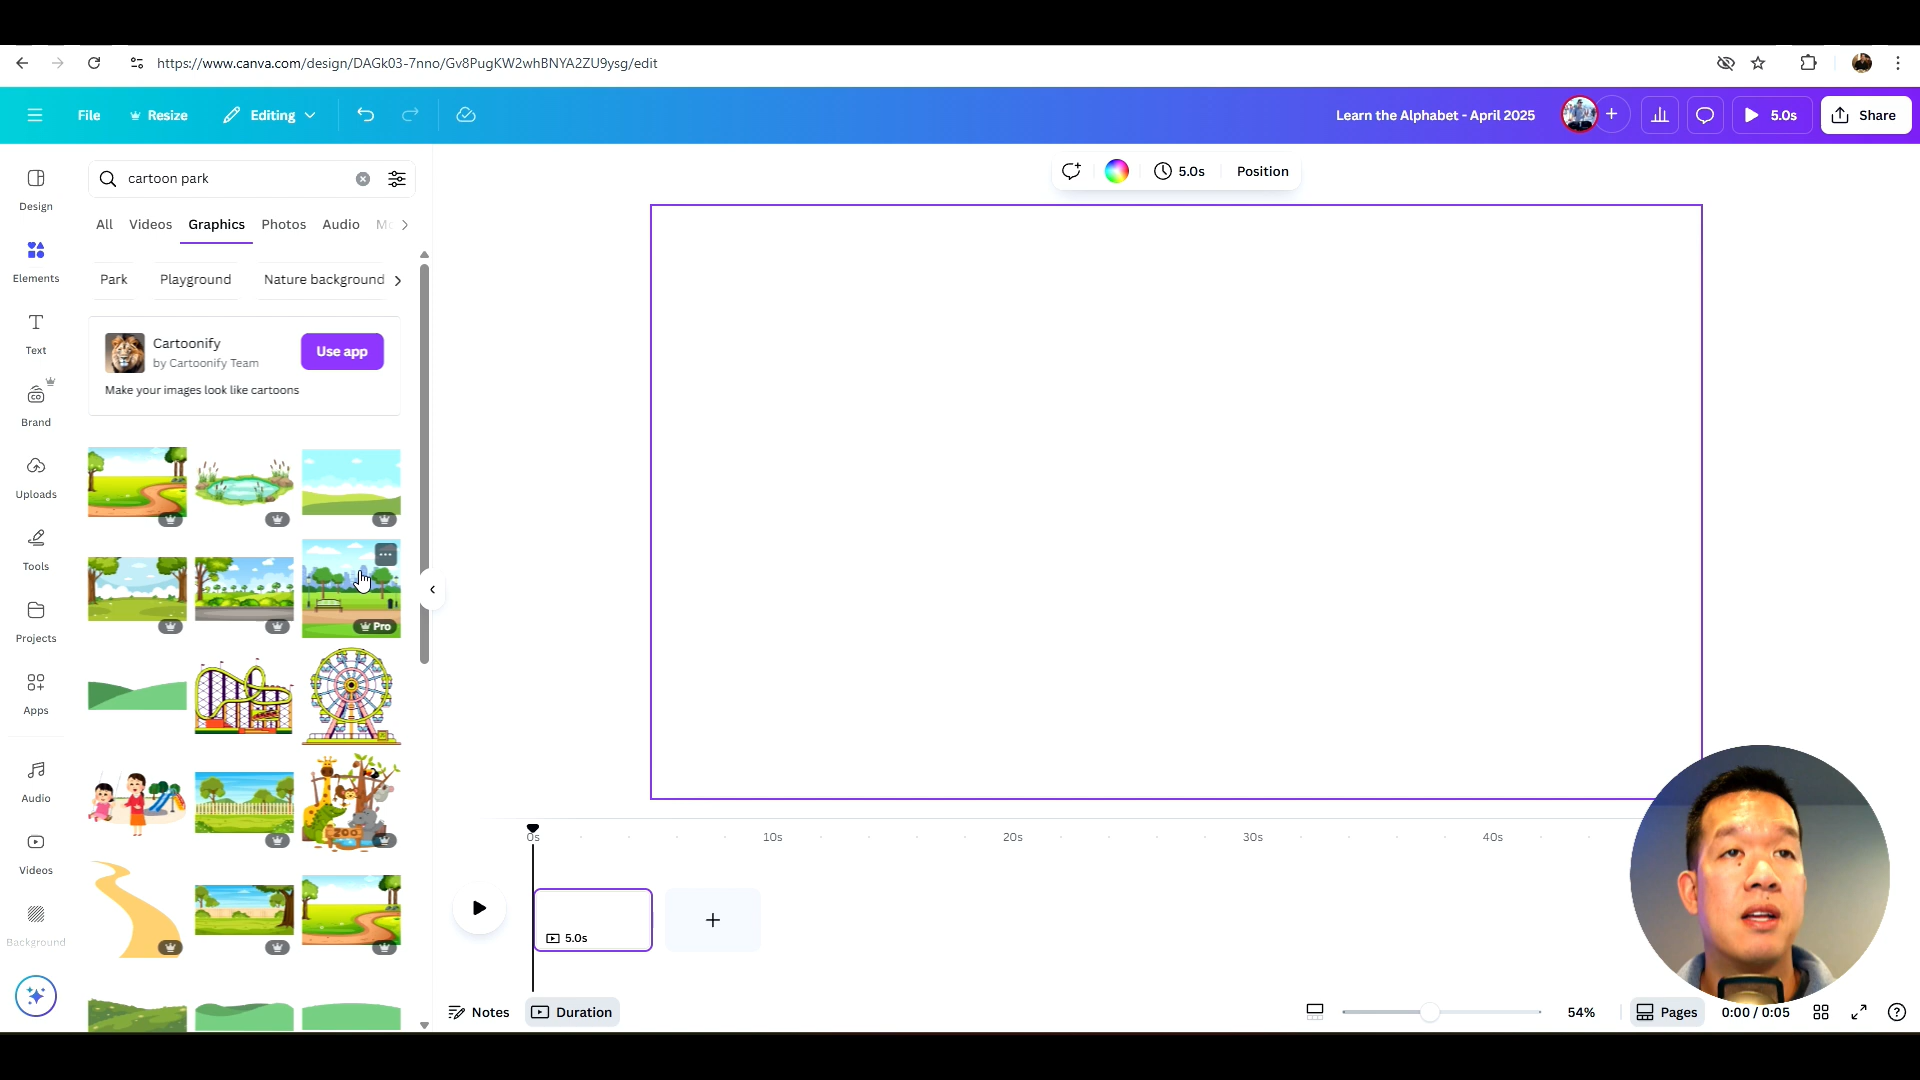 https://www.canva.com/design/DAGk03-7nno/Gv8PugKW2whBNYA2ZU9ysg/edit
File
Resize
Editing
Learn the Alphabet - April 2025
5.0s
Share
Design
Elements
Text
Brand
Uploads
Tools
Projects
Apps
Audio
Videos
Background
cartoon park
All
Videos
Graphics
Photos
Audio
Park
Playground
Nature background
Cartoonify
by Cartoonify Team
Use app
Make your images look like cartoons
Pro
ZOO
5.0s
Position
0s
10s
20s
30s
40s
5.0s
Notes
Duration
54%
Pages
0:00 / 0:05